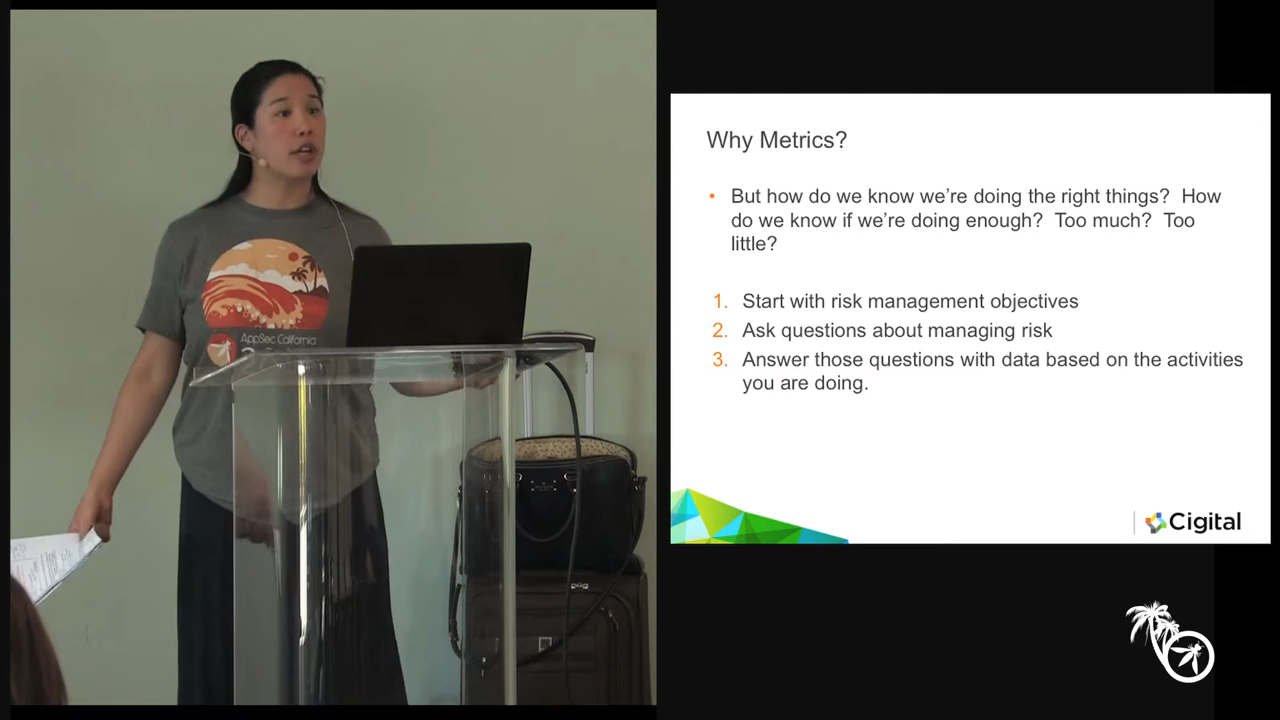 AppSec California
Why Metrics?
• But how do we know we're doing the right things? How
do we know if we're doing enough? Too much? Too
little?
1. Start with risk management objectives
2. Ask questions about managing risk
3. Answer those questions with data based on the activities
you are doing.
Cigital